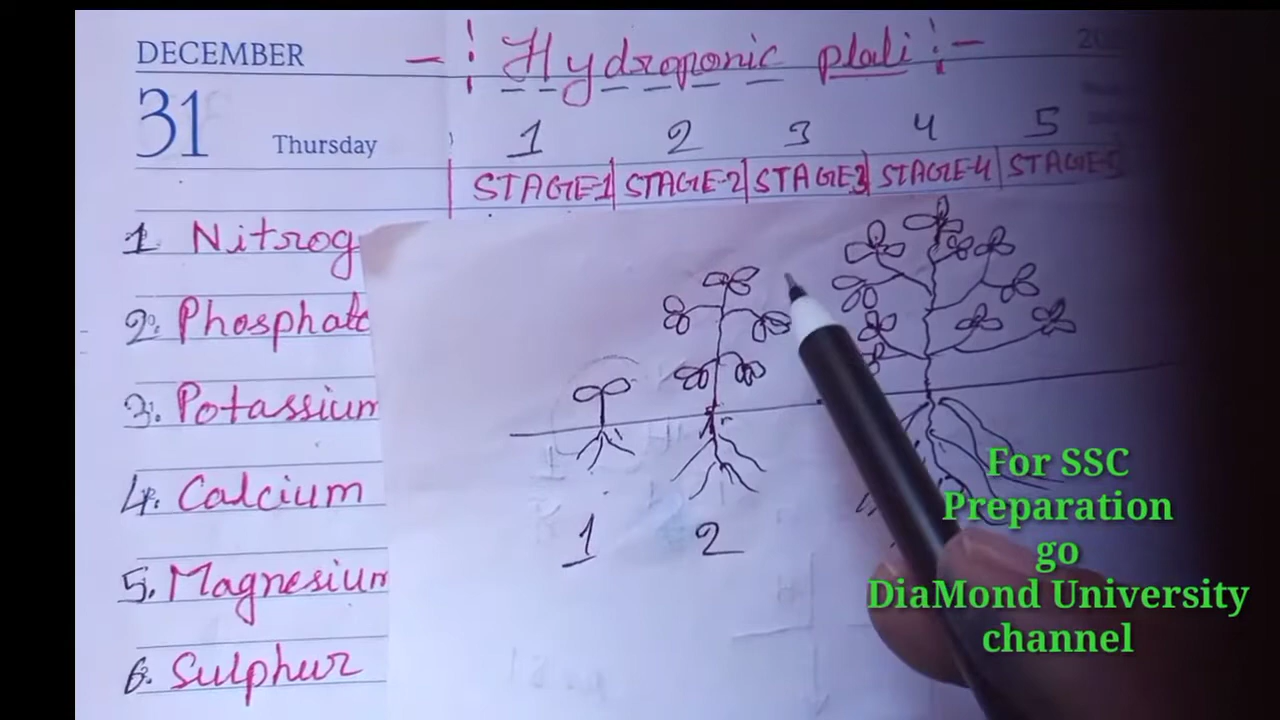 DECEMBER
-: Hydroponic plali :-
31
Thursday
1 2 3 4 5
STAGE-1 STAGE-2 STAGE3 STAGE-4 STAGE-5
1 Nitrog
2. Phosphat
3. Potassium
4. Calcium
5. Magnesium
6. Sulphur
1 2
For SSC
Preparation
go
DiaMond University
channel